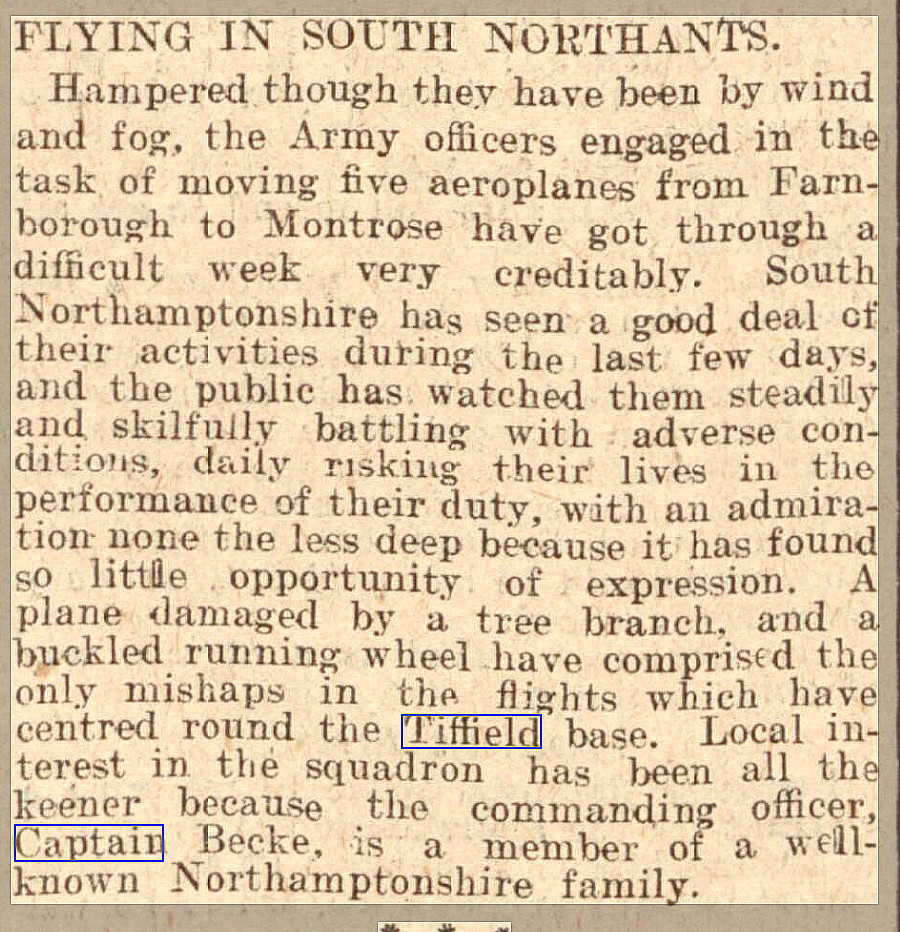 FLYING IN SOUTH NORTHANTS.
Hampered though they have been by wind
and fog, the Army officers engaged in the
task of moving five aeroplanes from Farn-
borough to Montrose have got through a
difficult week very creditably. South
Northamptonshire has seen a good deal of
their activities during the last few days,
and the public has watched them steadily
and skilfully battling with adverse con-
ditions, daily risking their lives in the
performance of their duty, with an admira-
tion none the less deep because it has found
so little opportunity of expression. A
plane damaged by a tree branch, and a
buckled running wheel have comprised the
only mishaps in the flights which have
centred round the Tiffield base. Local in-
terest in the squadron has been all the
keener because the commanding officer,
Captain Becke, is a member of a well-
known Northamptonshire family.
* * *